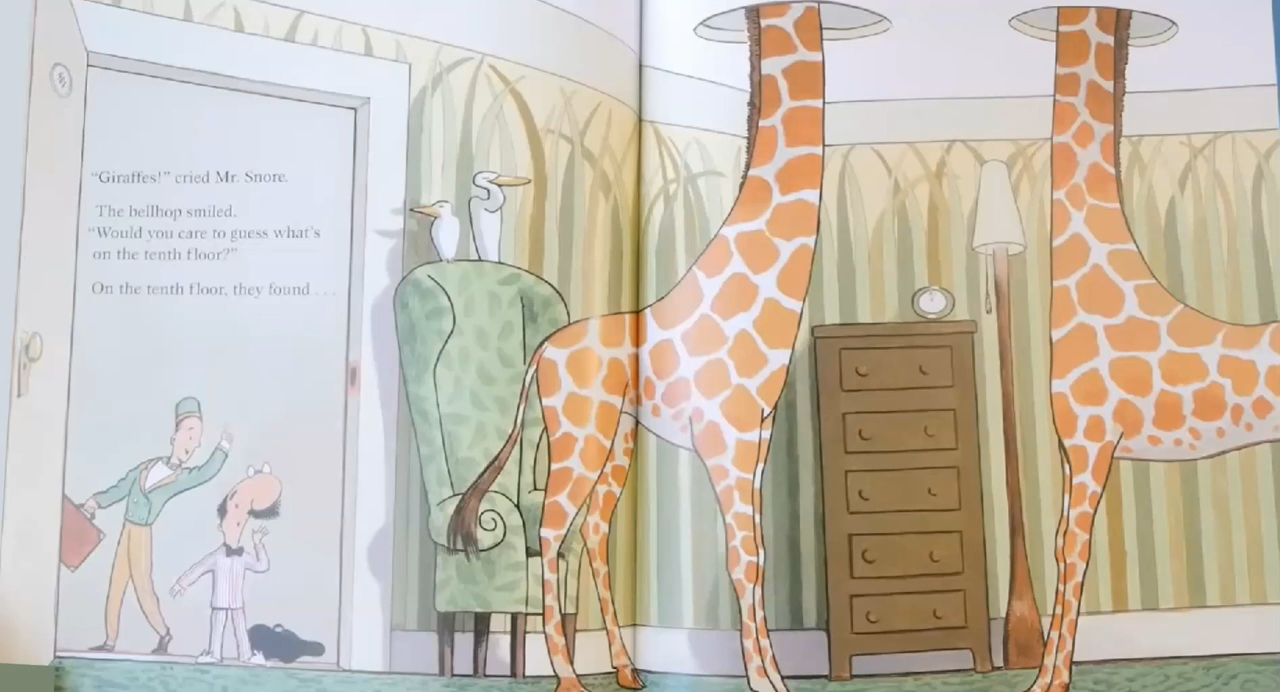 “Giraffes!” cried Mr. Snore.
The bellhop smiled.
“Would you care to guess what’s
on the tenth floor?”
On the tenth floor, they found . . .